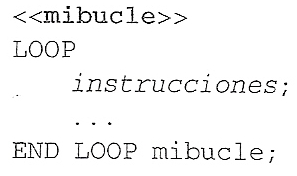 <<mibucle>>
LOOP
instrucciones;
...
END LOOP mibucle;